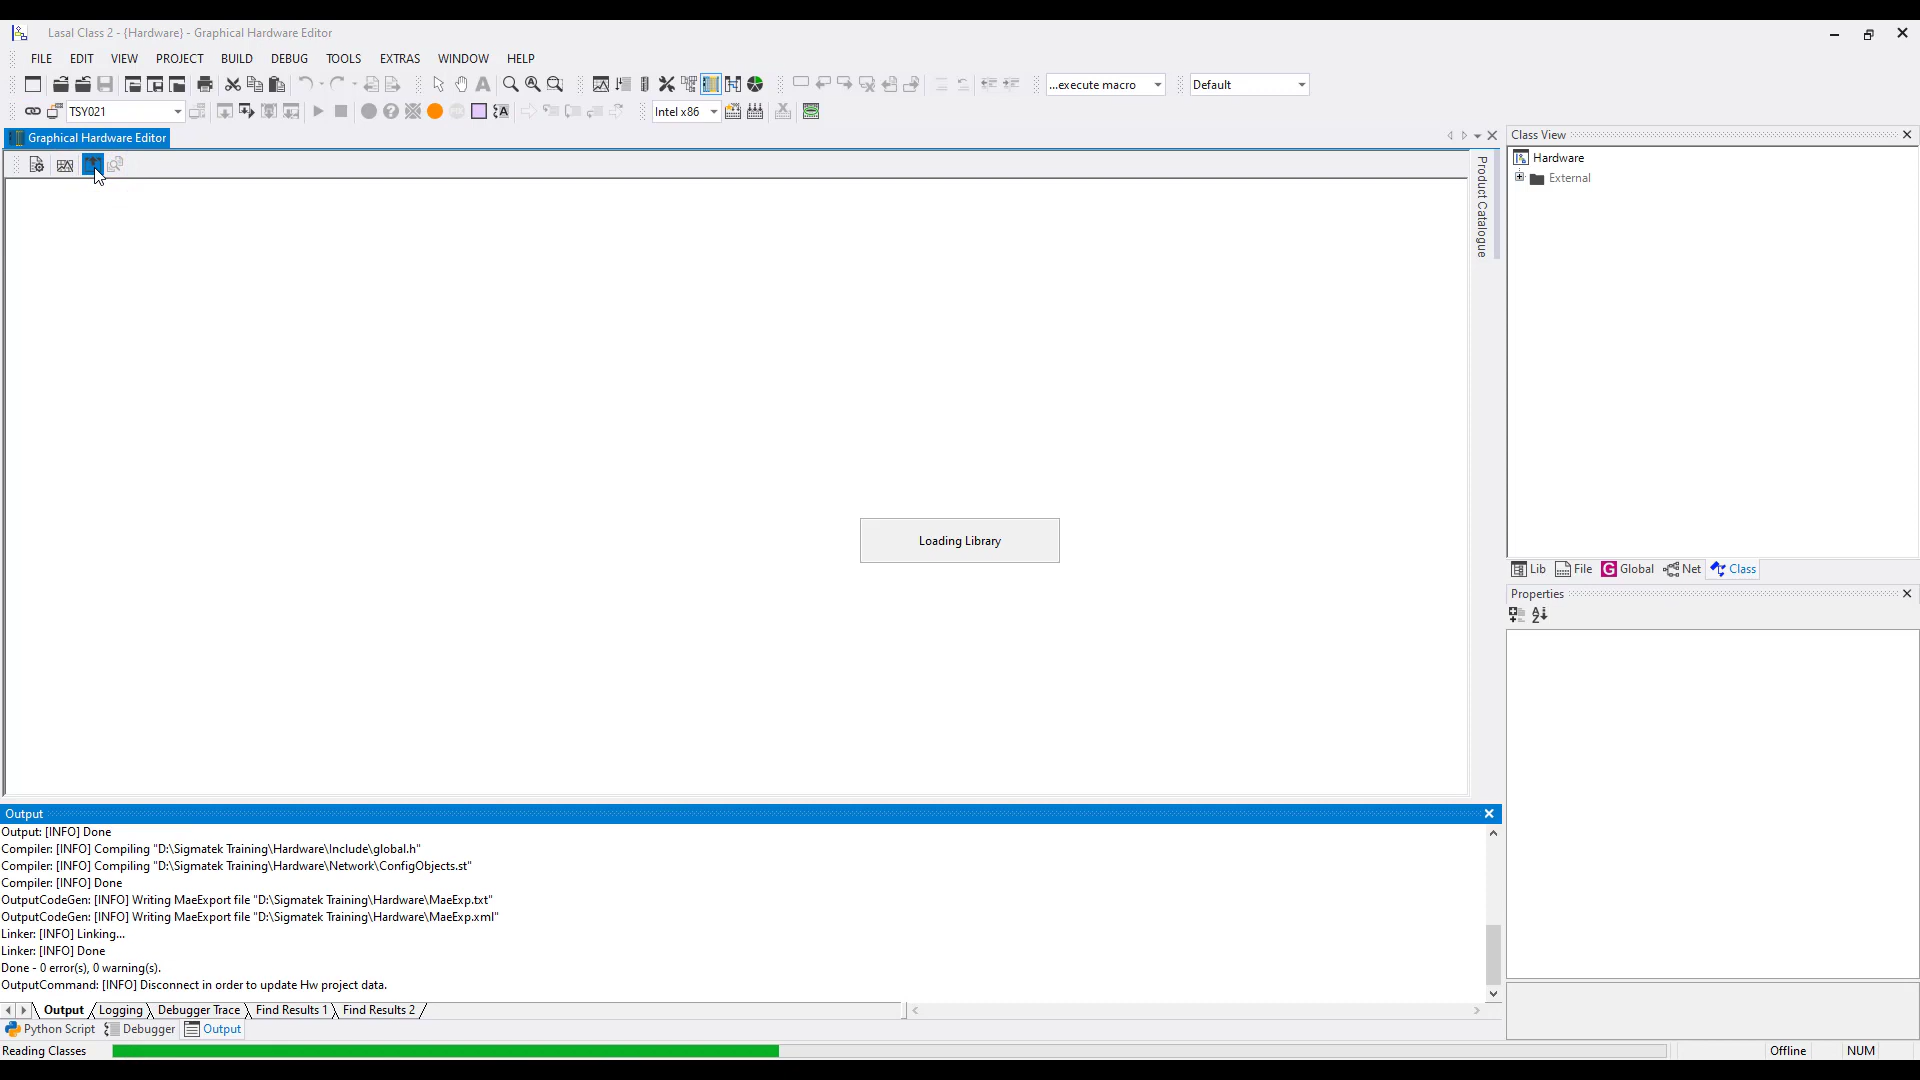 Lasal Class 2 - {Hardware} - Graphical Hardware Editor
FILE EDIT VIEW PROJECT BUILD DEBUG TOOLS EXTRAS WINDOW HELP
...execute macro Default
TSY021 Intel x86
Graphical Hardware Editor
Class View
Hardware
External
Product Catalogue
Loading Library
Lib File Global Net Class
Properties
Output
Output: [INFO] Done
Compiler: [INFO] Compiling "D:\Sigmatek Training\Hardware\Include\global.h"
Compiler: [INFO] Compiling "D:\Sigmatek Training\Hardware\Network\ConfigObjects.st"
Compiler: [INFO] Done
OutputCodeGen: [INFO] Writing MaeExport file "D:\Sigmatek Training\Hardware\MaeExp.txt"
OutputCodeGen: [INFO] Writing MaeExport file "D:\Sigmatek Training\Hardware\MaeExp.xml"
Linker: [INFO] Linking...
Linker: [INFO] Done
Done - 0 error(s), 0 warning(s).
OutputCommand: [INFO] Disconnect in order to update Hw project data.
Output Logging Debugger Trace Find Results 1 Find Results 2
Python Script Debugger Output
Reading Classes Offline NUM